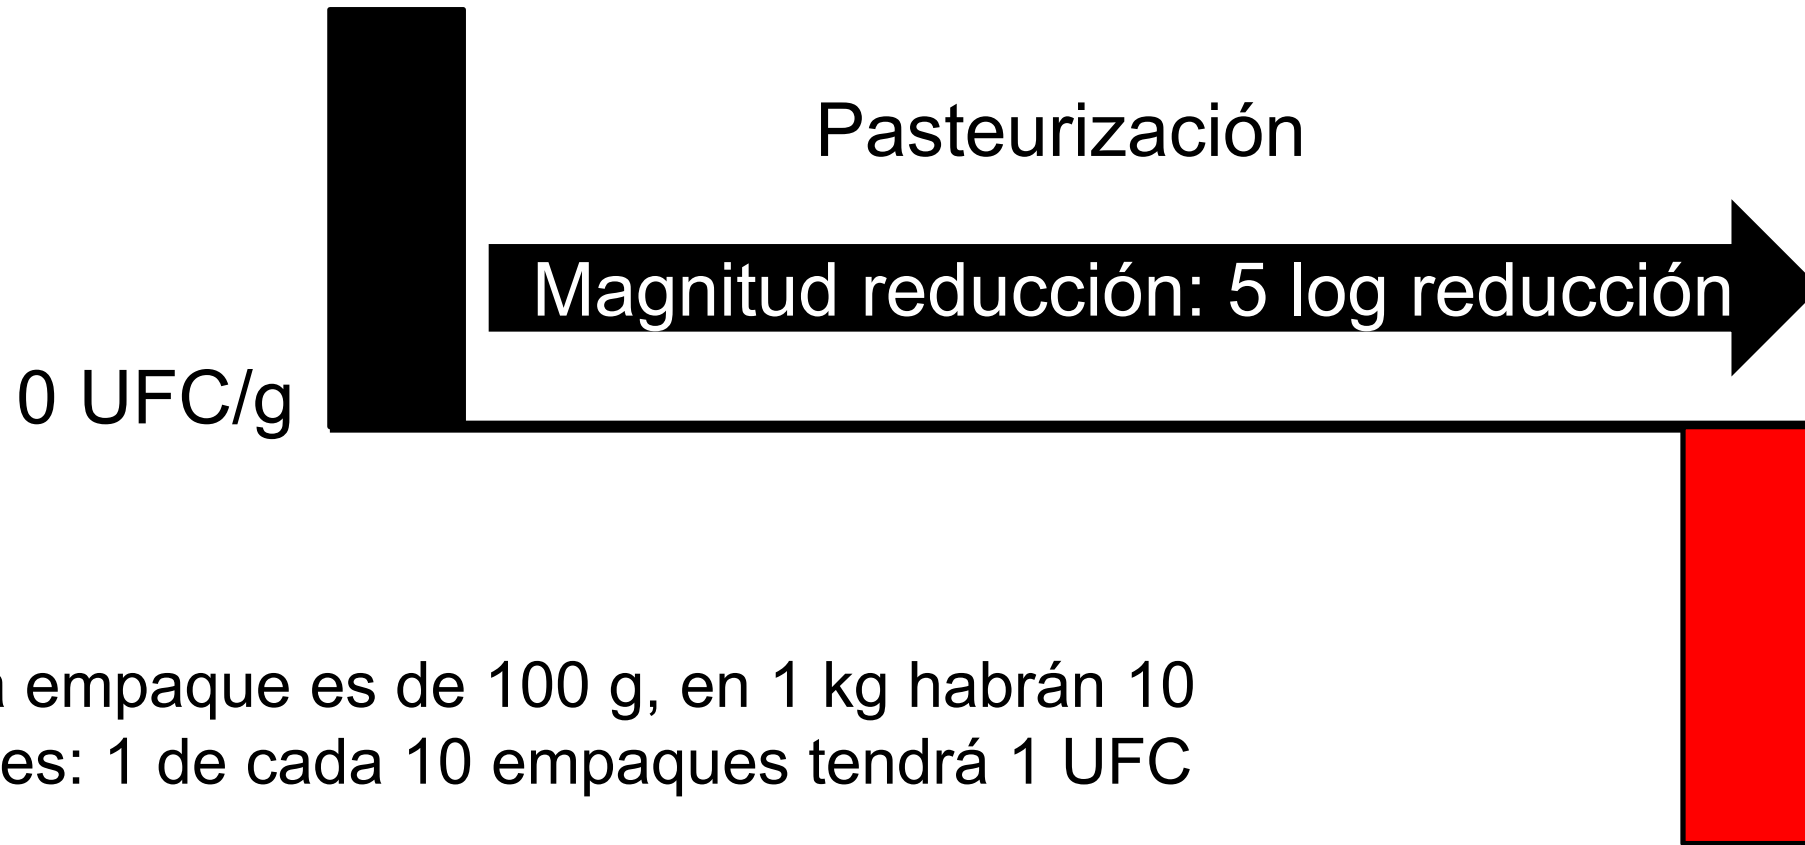 Pasteurización
Magnitud reducción: 5 log reducción
0 UFC/g
empaque es de 100 g, en 1 kg habrán 10
es: 1 de cada 10 empaques tendrá 1 UFC